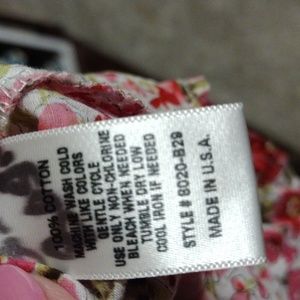 100% COTTON
MACHINE WASH COLD
WITH LIKE COLORS
GENTLE CYCLE
USE ONLY NON-CHLORINE
BLEACH WHEN NEEDED
TUMBLE DRY LOW
COOL IRON IF NEEDED
STYLE # 6020-B29
MADE IN U.S.A.